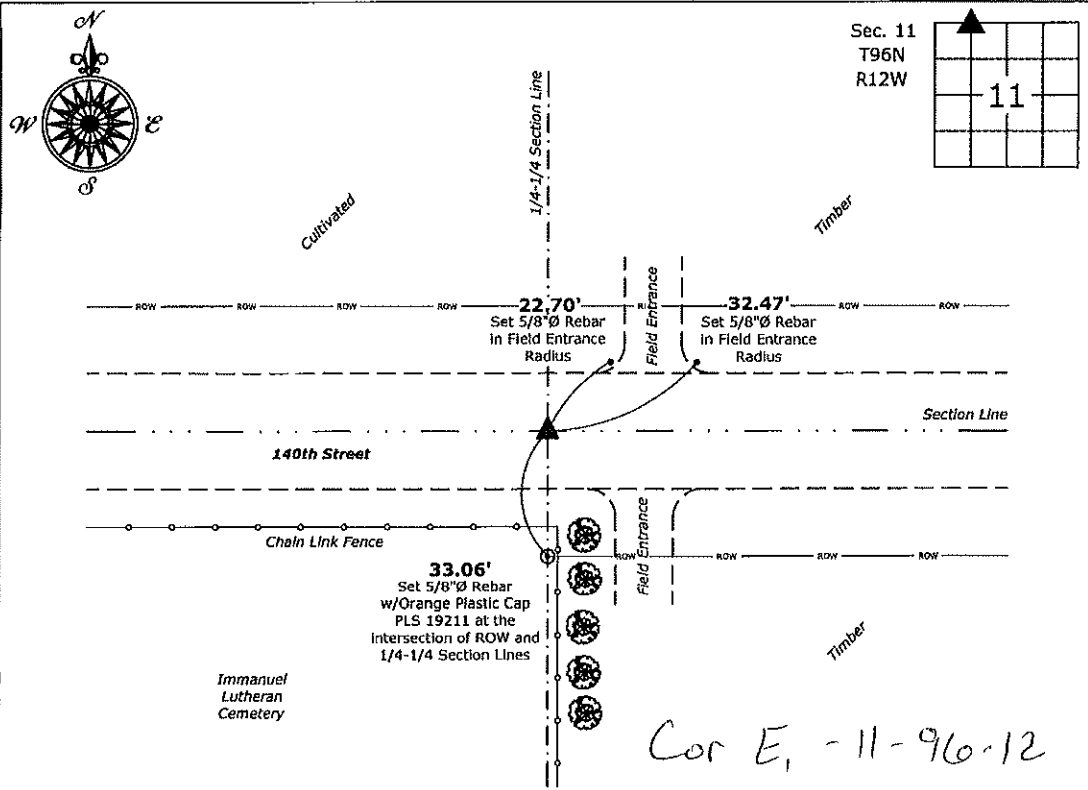 N
W
E
S
Sec. 11
T96N
R12W
11
1/4-1/4 Section Line
Cultivated
Timber
ROW
ROW
ROW
ROW
22.70'
Set 5/8"Ø Rebar
in Field Entrance
Radius
Field Entrance
32.47'
Set 5/8"Ø Rebar
in Field Entrance
Radius
ROW
ROW
Section Line
140th Street
Chain Link Fence
Field Entrance
ROW
ROW
ROW
ROW
33.06'
Set 5/8"Ø Rebar
w/Orange Plastic Cap
PLS 19211 at the
intersection of ROW and
1/4-1/4 Section Lines
Timber
Immanuel
Lutheran
Cemetery
Cor E, -11-96-12